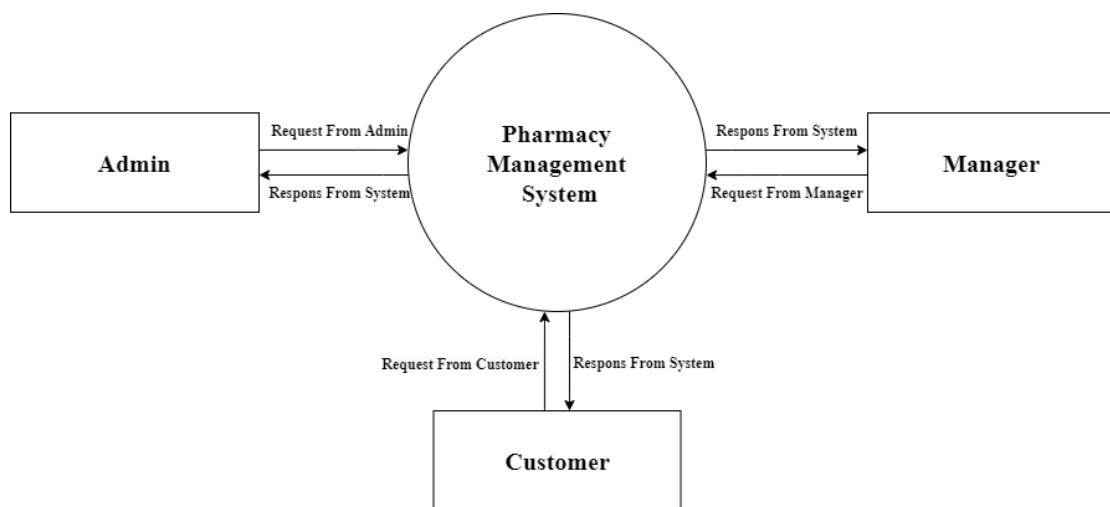 Request From Admin
Respons From System
Admin
Respons From System
Pharmacy
Management
System
Manager
Request From Manager
Request From Customer
Respons From System
Customer